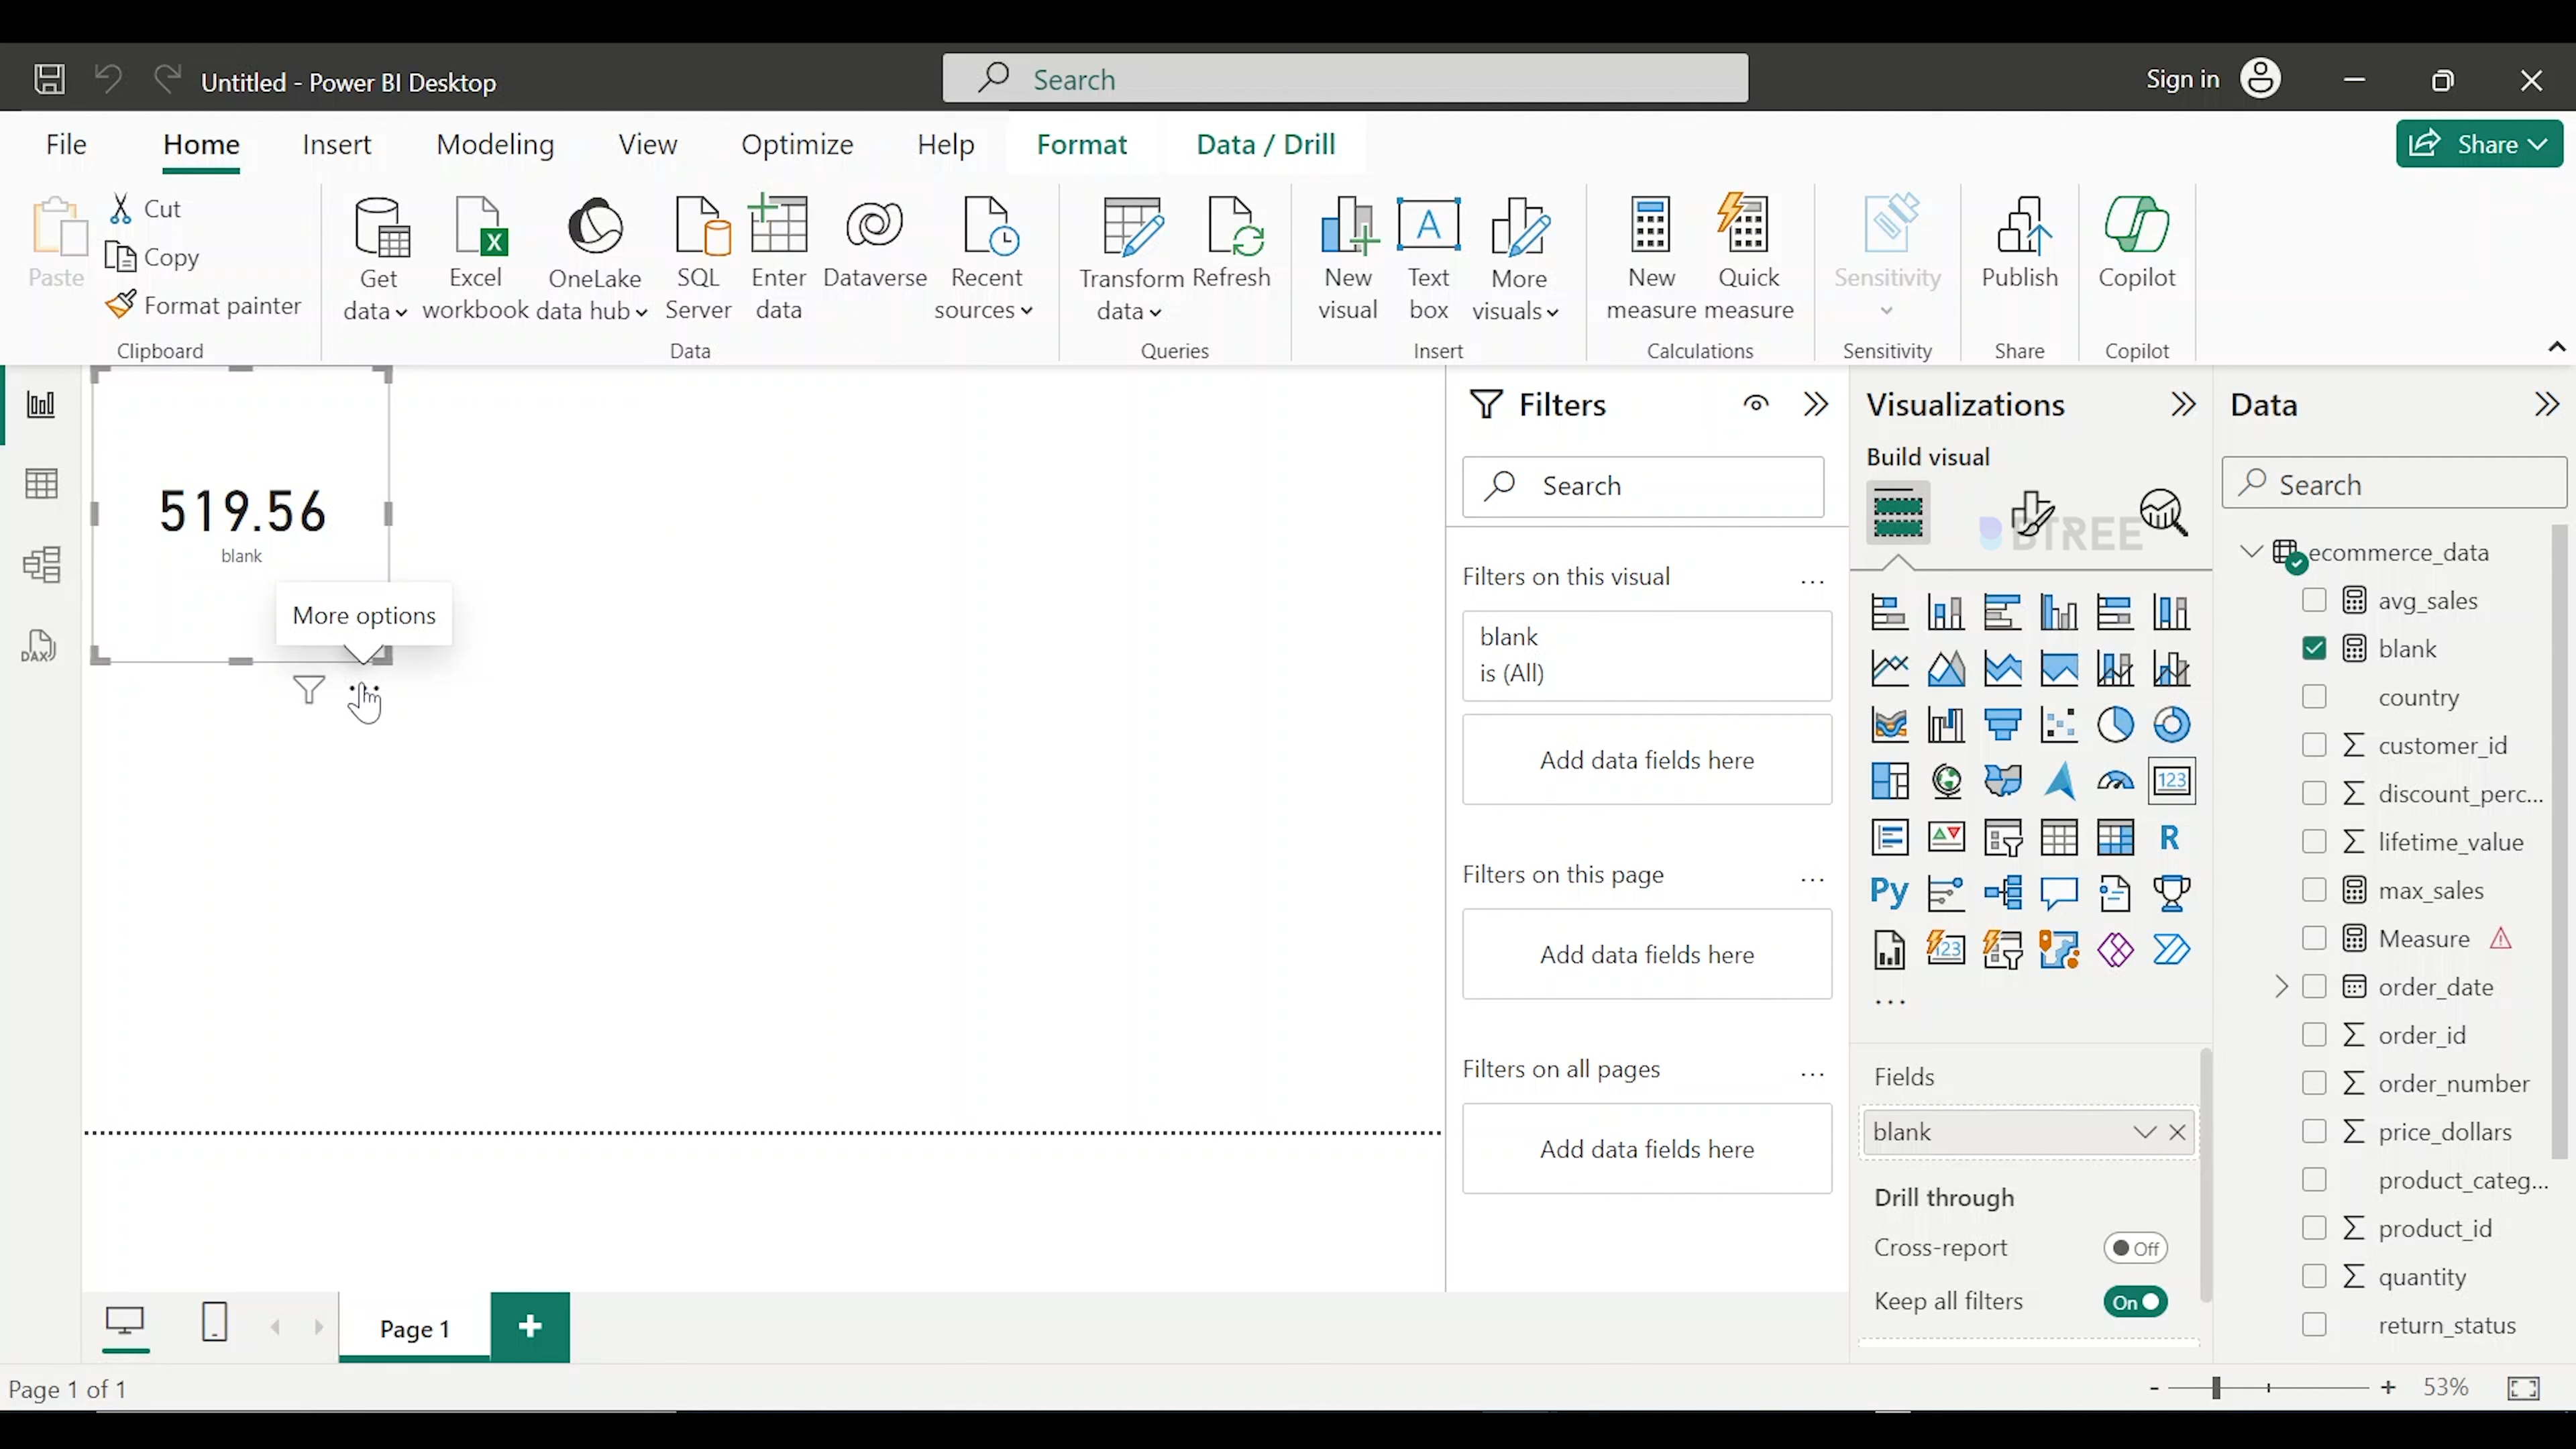 Untitled - Power BI Desktop
Search
Sign in
File
Home
Insert
Modeling
View
Optimize
Help
Format
Data / Drill
Share
Paste
Cut
Copy
Format painter
Clipboard
Get data
Excel workbook
OneLake data hub
SQL Server
Enter data
Dataverse
Recent sources
Data
Transform data
Refresh
Queries
New visual
Text box
More visuals
Insert
New measure
Quick measure
Calculations
Sensitivity
Sensitivity
Publish
Share
Copilot
Copilot
DAX
519.56
blank
More options
Filters
Search
Filters on this visual
...
blank
is (All)
Add data fields here
Filters on this page
...
Add data fields here
Filters on all pages
...
Add data fields here
Visualizations
Build visual
BTREE
123
R
Py
123
...
Fields
blank
Drill through
Cross-report
Off
Keep all filters
On
Data
Search
ecommerce_data
avg_sales
blank
country
customer_id
discount_perc...
lifetime_value
max_sales
Measure
order_date
order_id
order_number
price_dollars
product_categ...
product_id
quantity
return_status
Page 1
+
Page 1 of 1
- + 53%